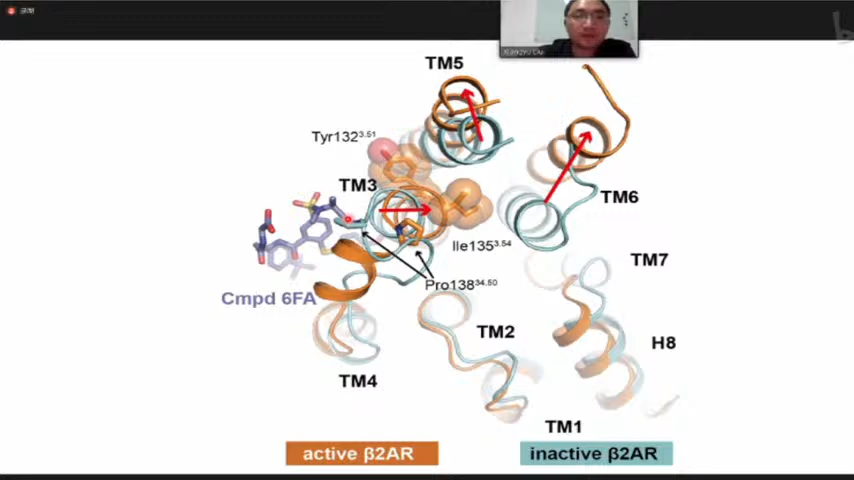 TM5
Tyr132³·⁵¹
TM3
TM6
Ile135³·⁵⁴
TM7
Pro138³⁴·⁵⁰
Cmpd 6FA
TM2
H8
TM4
TM1
active β2AR
inactive β2AR